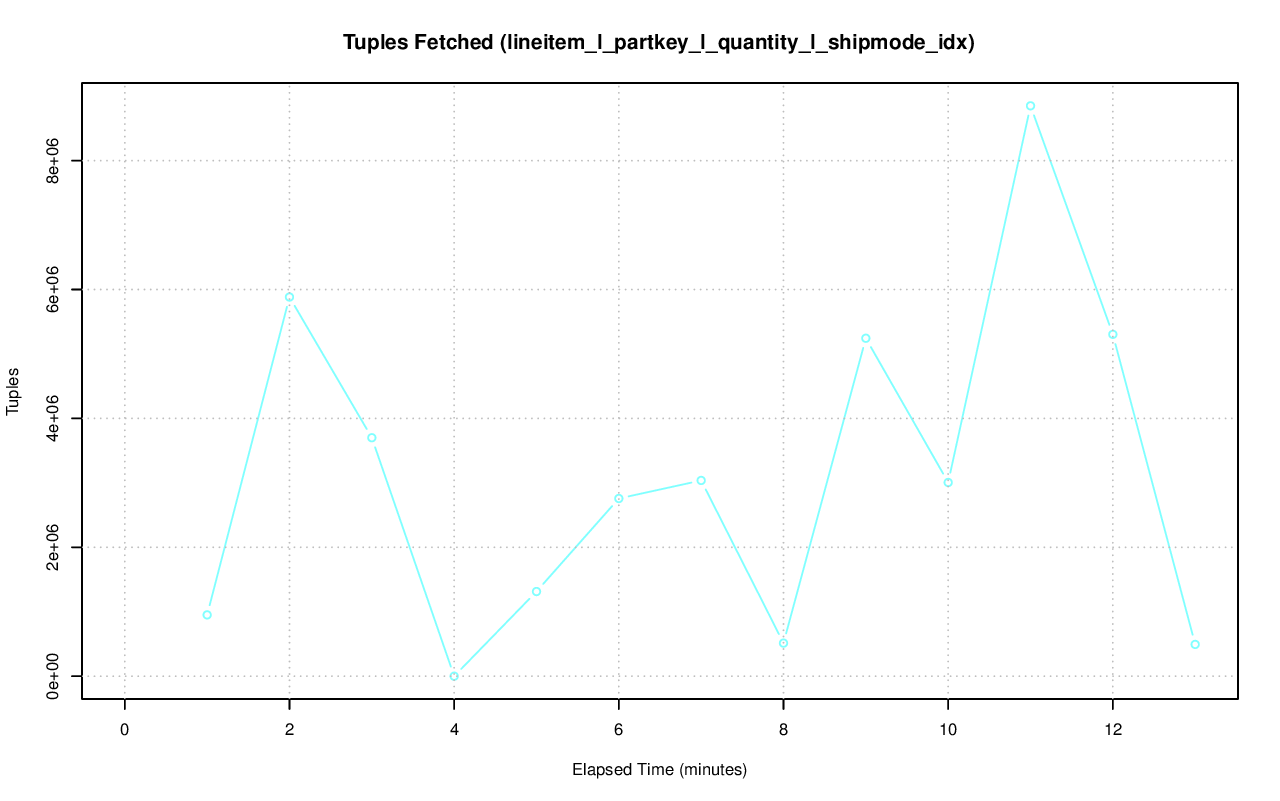 Tuples Fetched (lineitem_l_partkey_l_quantity_l_shipmode_idx)
Tuples
8e+06
6e+06
4e+06
2e+06
0e+00
0 2 4 6 8 10 12
Elapsed Time (minutes)